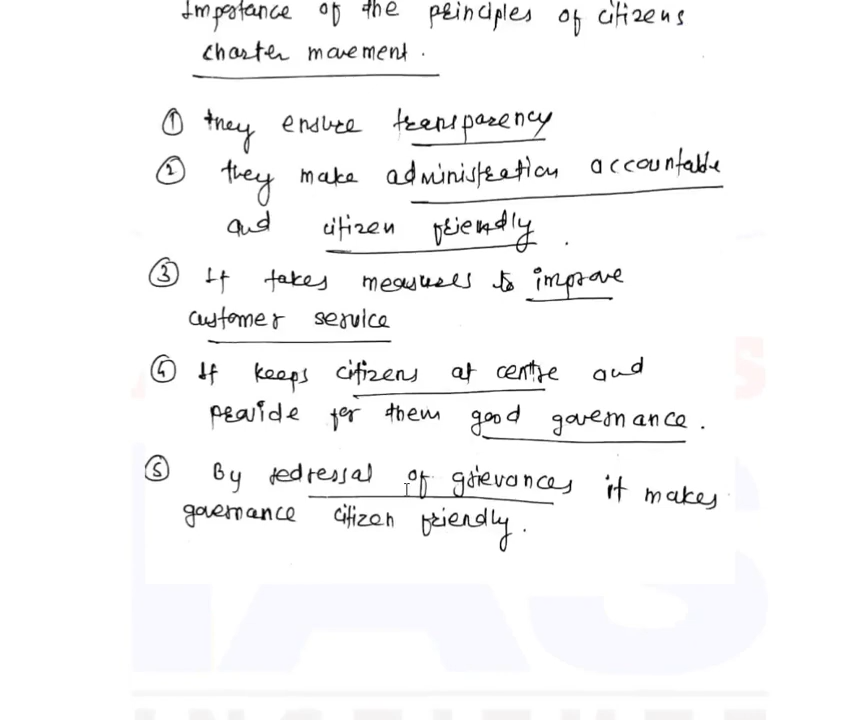 Importance of the principles of citizens
charter movement.
① they ensure transparency
② they make administration accountable
and citizen friendly.
③ It takes measures to improve
customer service
④ It keeps citizens at centre and
provide for them good governance.
⑤ By redressal of grievances it makes
governance citizen friendly.